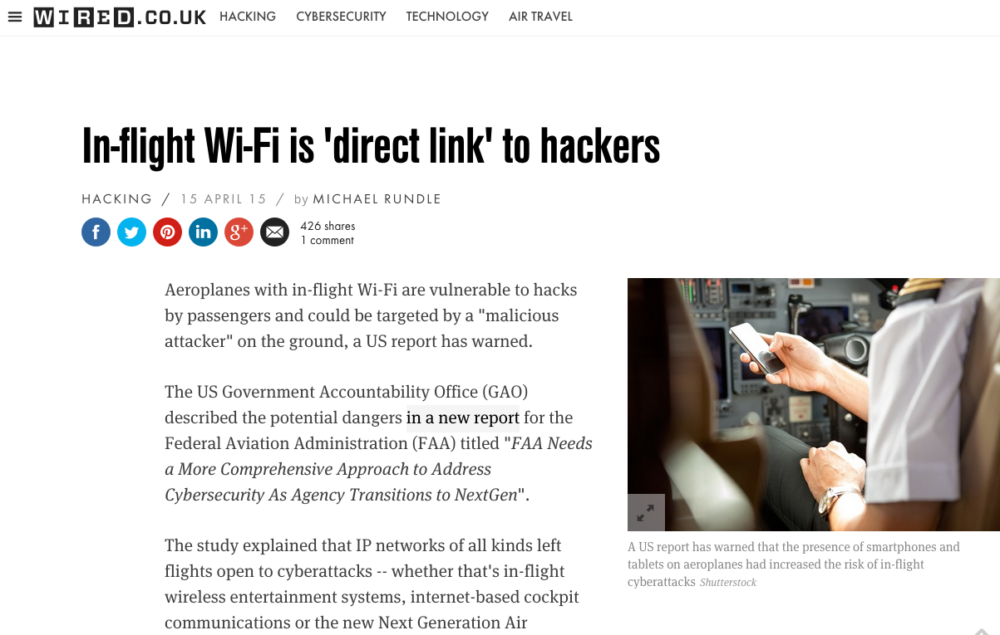 WIRED.CO.UK HACKING CYBERSECURITY TECHNOLOGY AIR TRAVEL
In-flight Wi-Fi is 'direct link' to hackers
HACKING / 15 APRIL 15 / by MICHAEL RUNDLE
f in g+ 426 shares
1 comment
Aeroplanes with in-flight Wi-Fi are vulnerable to hacks
by passengers and could be targeted by a "malicious
attacker" on the ground, a US report has warned.
The US Government Accountability Office (GAO)
described the potential dangers in a new report for the
Federal Aviation Administration (FAA) titled "FAA Needs
a More Comprehensive Approach to Address
Cybersecurity As Agency Transitions to NextGen".
The study explained that IP networks of all kinds left
flights open to cyberattacks -- whether that's in-flight
wireless entertainment systems, internet-based cockpit
communications or the new Next Generation Air
A US report has warned that the presence of smartphones and
tablets on aeroplanes had increased the risk of in-flight
cyberattacks Shutterstock